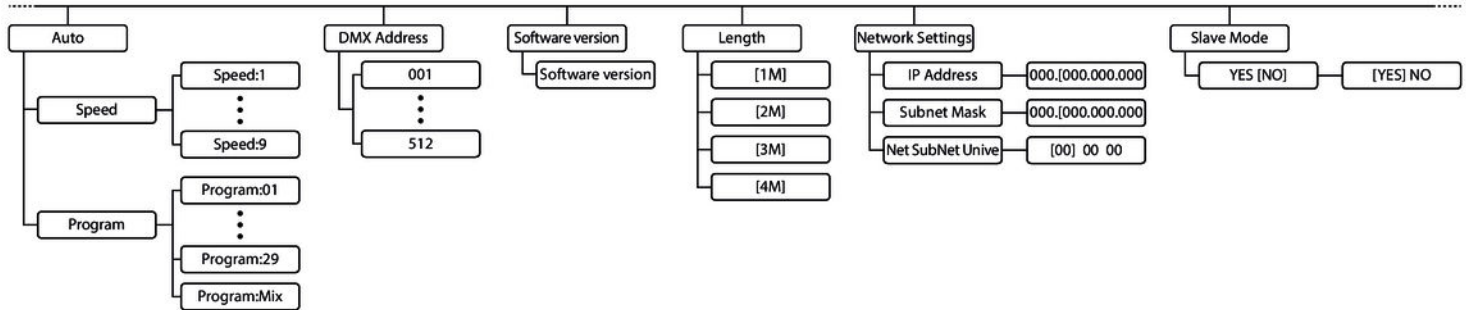 Auto
Speed
Speed:1
Speed:9
Program
Program:01
Program:29
Program:Mix
DMX Address
001
512
Software version
Software version
Length
[1M]
[2M]
[3M]
[4M]
Network Settings
IP Address
000.[000.000.000
Subnet Mask
000.[000.000.000
Net SubNet Unive
[00] 00 00
Slave Mode
YES [NO]
[YES] NO